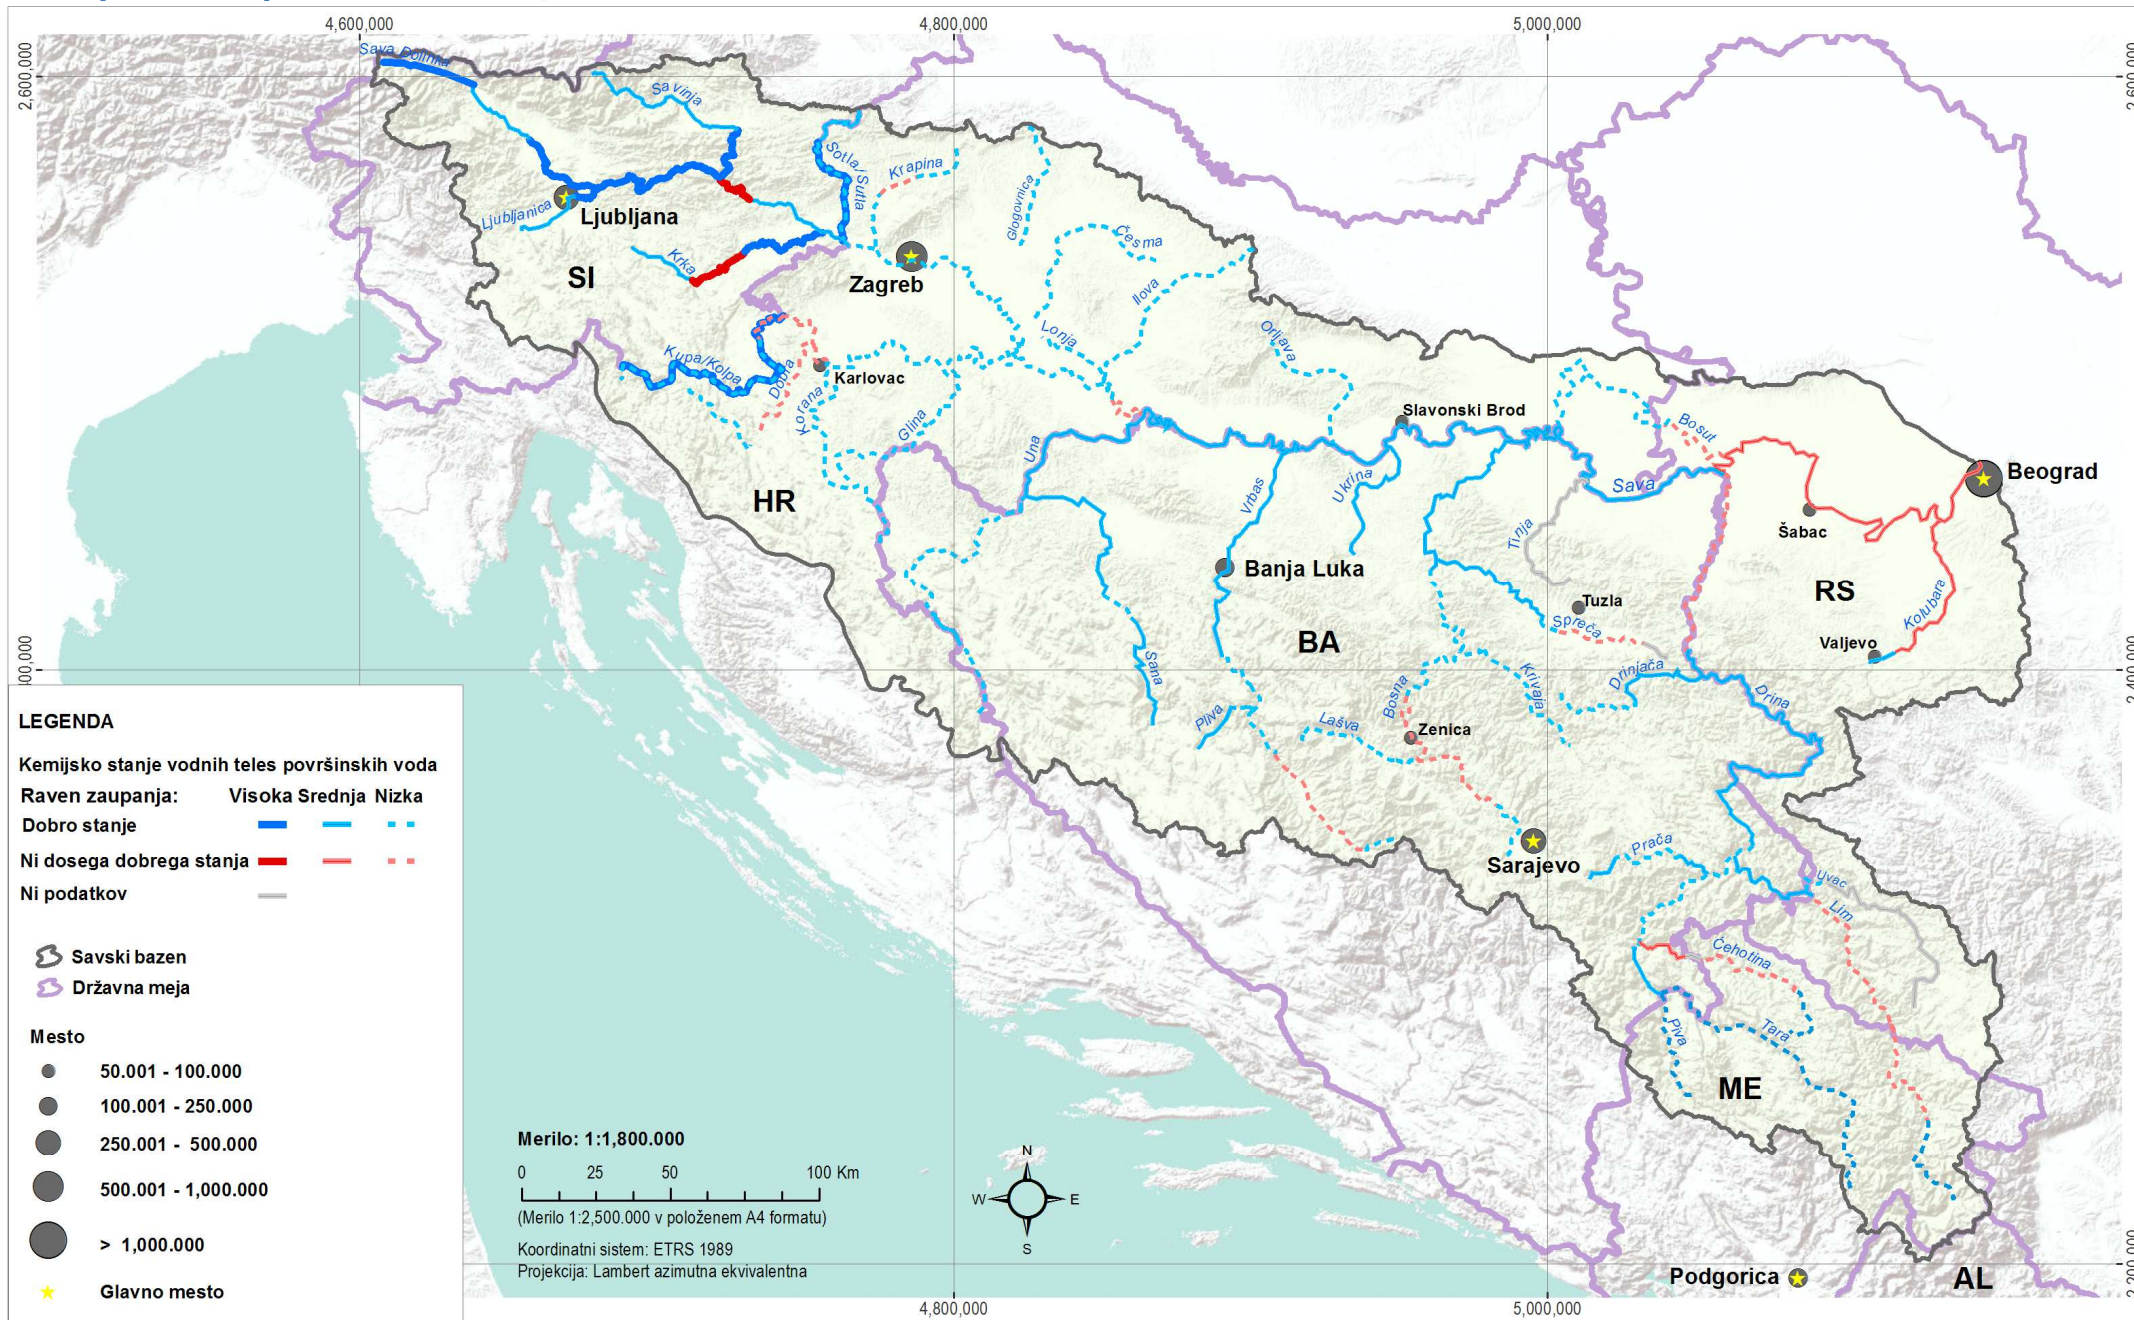 4,600,000
4,800,000
5,000,000
2,600,000
Sava Dolinka
Savinja
Sotla/Sutla
Krapina
Glogovnica
Česma
Ljubljanica
Ljubljana
Krka
SI
Zagreb
Ilova
Lonja
Orljava
Kupa/Kolpa
Dobra
Karlovac
Korana
Glina
Slavonski Brod
Bosut
Una
Vrbas
Ukrina
Sava
Beograd
HR
Tinja
Šabac
Banja Luka
RS
Tuzla
Kolubara
Spreča
BA
Valjevo
Sana
Drinjača
Krivaja
Drina
Bosna
Pliva
Lašva
Zenica
Prača
Sarajevo
Uvac
Lim
Ćehotina
Piva
Tara
ME
Podgorica
AL
LEGENDA
Kemijsko stanje vodnih teles površinskih voda
Raven zaupanja: Visoka Srednja Nizka
Dobro stanje
Ni dosega dobrega stanja
Ni podatkov
Savski bazen
Državna meja
Mesto
50.001 - 100.000
100.001 - 250.000
250.001 - 500.000
500.001 - 1,000.000
> 1,000.000
Glavno mesto
Merilo: 1:1,800.000
0 25 50 100 Km
(Merilo 1:2,500.000 v položenem A4 formatu)
Koordinatni sistem: ETRS 1989
Projekcija: Lambert azimutna ekvivalentna
N
W E
S
4,800,000
5,000,000